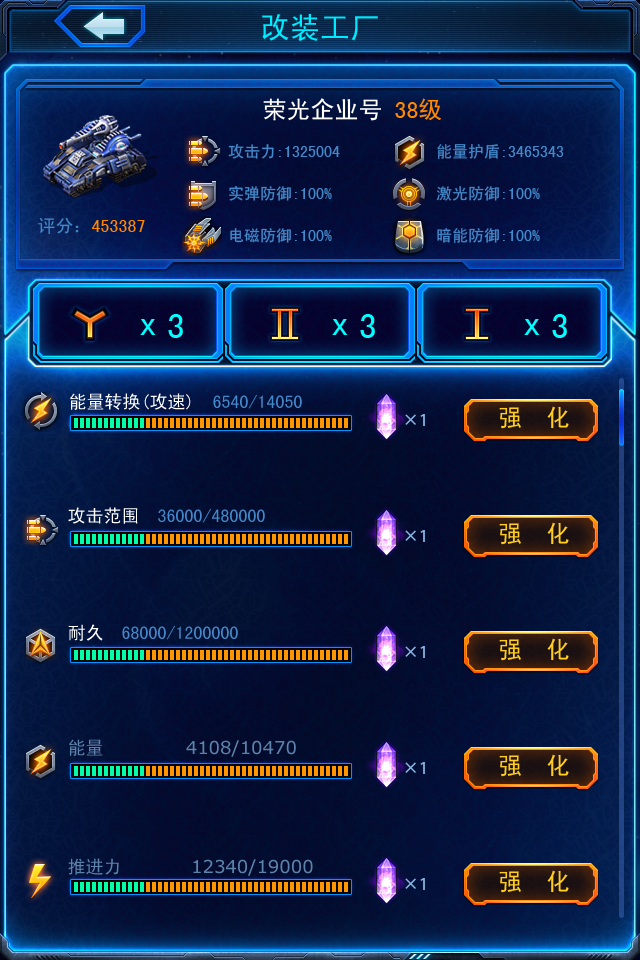 改装工厂
荣光企业号 38级
攻击力:1325004 能量护盾:3465343
实弹防御:100% 激光防御:100%
评分: 453387
电磁防御:100% 暗能防御:100%
x 3 II x 3 I x 3
能量转换(攻速) 6540/14050
×1 强 化
攻击范围 36000/480000
×1 强 化
耐久 68000/1200000
×1 强 化
能量 4108/10470
×1 强 化
推进力 12340/19000
×1 强 化